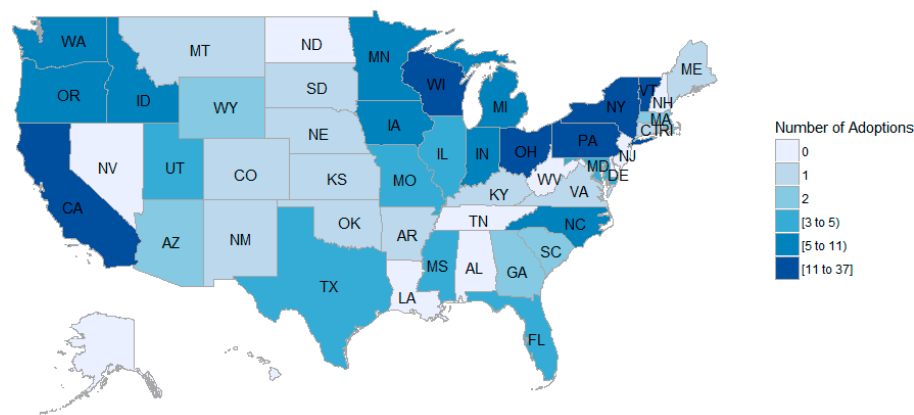 WA
MT
ND
MN
ME
OR
ID
WY
SD
WI
MI
VT
NH
NY
MA
CT
RI
NV
UT
CO
NE
IA
IL
IN
OH
PA
NJ
MD
DE
CA
KS
MO
KY
WV
VA
AZ
NM
OK
AR
TN
NC
TX
LA
MS
AL
GA
SC
FL
Number of Adoptions
0
1
2
[3 to 5)
[5 to 11)
[11 to 37]